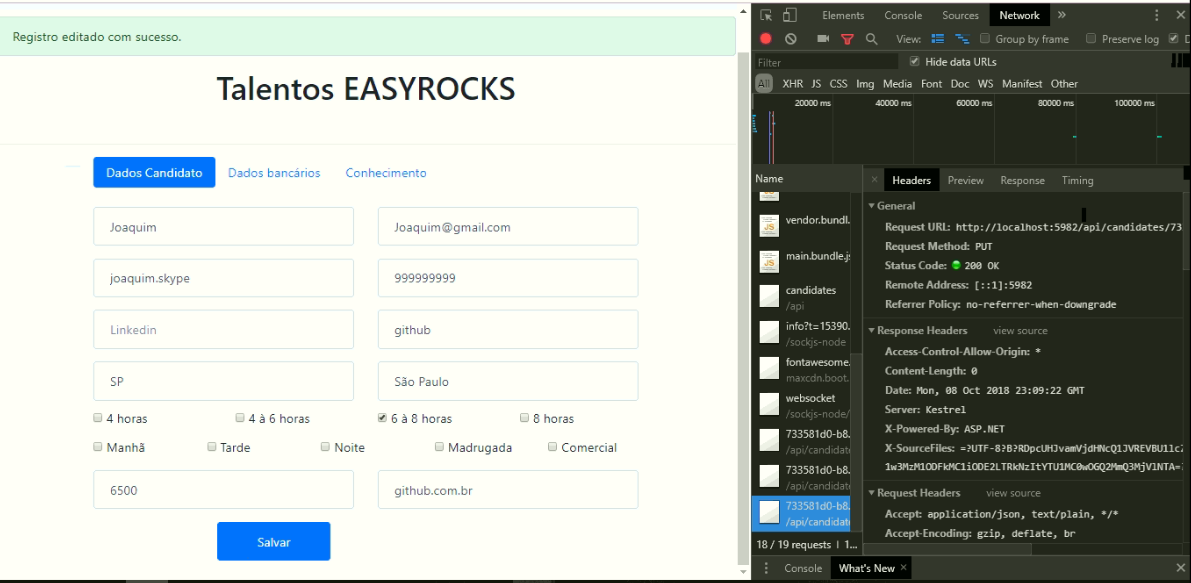 Registro editado com sucesso.
Talentos EASYROCKS
Dados Candidato Dados bancários Conhecimento
Joaquim Joaquim@gmail.com
joaquim.skype 999999999
Linkedin github
SP São Paulo
4 horas 4 à 6 horas 6 à 8 horas 8 horas
Manhã Tarde Noite Madrugada Comercial
6500 github.com.br
Salvar
Elements Console Sources Network »
View: Group by frame Preserve log D
Filter Hide data URLs
All XHR JS CSS Img Media Font Doc WS Manifest Other
20000 ms 40000 ms 60000 ms 80000 ms 100000 ms
Name
vendor.bundl.
main.bundle.js
candidates
/api
info?t=15390.
/sockjs-node
fontawesome.
maxcdn.boot.
websocket
/sockjs-node/
733581d0-b8.
/api/candidate
733581d0-b8.
/api/candidate
733581d0-b8.
/api/candidate
18 / 19 requests | 1...
× Headers Preview Response Timing
General
Request URL: http://localhost:5982/api/candidates/73
Request Method: PUT
Status Code: 200 OK
Remote Address: [::1]:5982
Referrer Policy: no-referrer-when-downgrade
Response Headers view source
Access-Control-Allow-Origin: *
Content-Length: 0
Date: Mon, 08 Oct 2018 23:09:22 GMT
Server: Kestrel
X-Powered-By: ASP.NET
X-SourceFiles:
Request Headers view source
Accept: application/json, text/plain, */*
Accept-Encoding: gzip, deflate, br
Console What's New ×